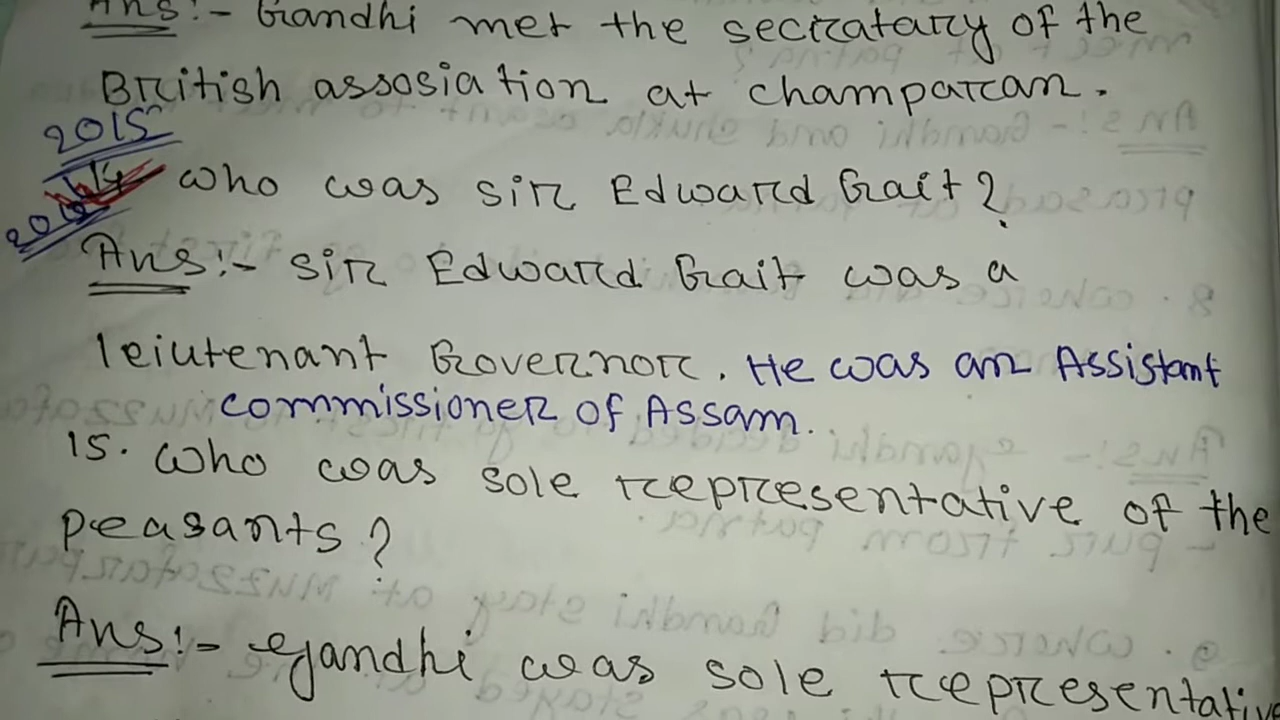 Ans:- Gandhi met the secratary of the
British assosiation at champaran.
2015
14 who was sir Edward Gait?
Ans:- Sir Edward Gait was a
leiutenant Governor. He was an Assistant
commissioner of Assam.
15. Who was sole representative of the
peasants?
Ans:- Gandhi was sole representative